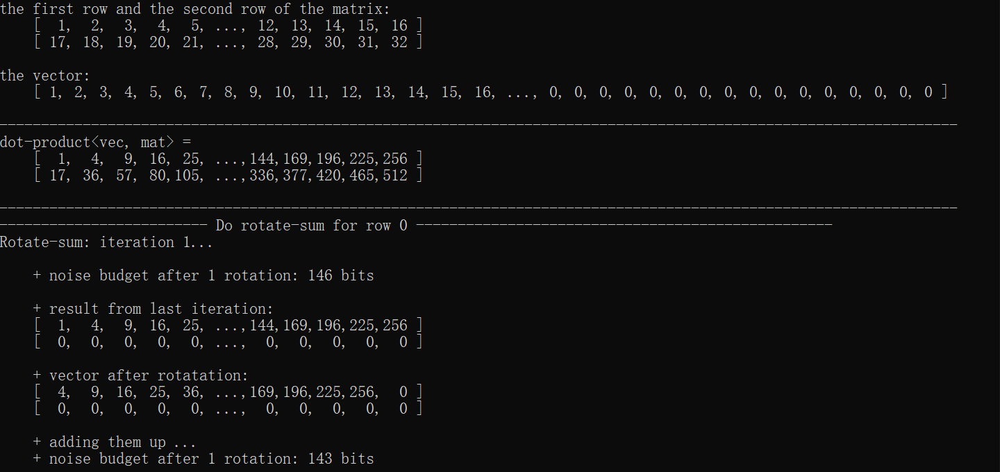 the first row and the second row of the matrix:
[ 1, 2, 3, 4, 5, ..., 12, 13, 14, 15, 16 ]
[ 17, 18, 19, 20, 21, ..., 28, 29, 30, 31, 32 ]
the vector:
[ 1, 2, 3, 4, 5, 6, 7, 8, 9, 10, 11, 12, 13, 14, 15, 16, ..., 0, 0, 0, 0, 0, 0, 0, 0, 0, 0, 0, 0, 0, 0, 0, 0 ]
-------------------------------------------------------------------------------------------------------------------
dot-product<vec, mat> =
[ 1, 4, 9, 16, 25, ...,144,169,196,225,256 ]
[ 17, 36, 57, 80,105, ...,336,377,420,465,512 ]
-------------------------------------------------------------------------------------------------------------------
------------------------- Do rotate-sum for row 0 --------------------------------------------------
Rotate-sum: iteration 1...
+ noise budget after 1 rotation: 146 bits
+ result from last iteration:
[ 1, 4, 9, 16, 25, ...,144,169,196,225,256 ]
[ 0, 0, 0, 0, 0, ..., 0, 0, 0, 0, 0 ]
+ vector after rotatation:
[ 4, 9, 16, 25, 36, ...,169,196,225,256, 0 ]
[ 0, 0, 0, 0, 0, ..., 0, 0, 0, 0, 0 ]
+ adding them up ...
+ noise budget after 1 rotation: 143 bits